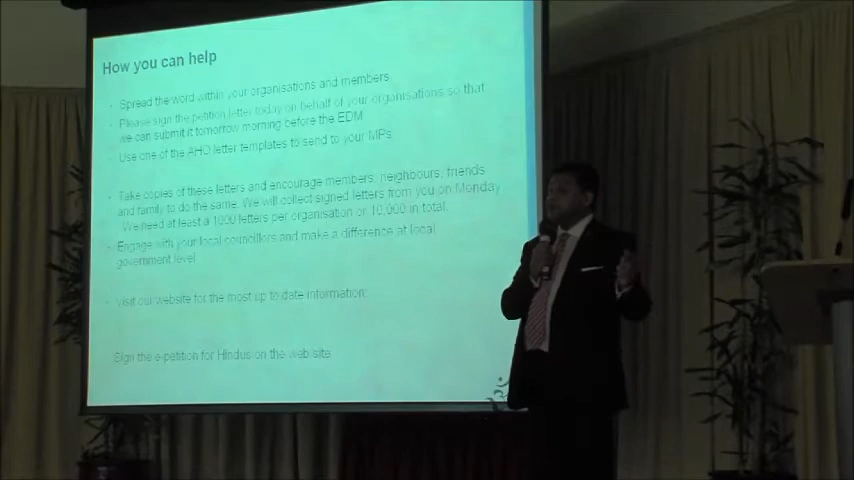 How you can help
Spread the word within your organisations and members.
Please sign the petition letter today on behalf of your organisations so that
we can submit it tomorrow morning before the EDM
Use one of the AHO letter templates to send to your MPs.
Take copies of these letters and encourage members, neighbours, friends
and family to do the same. We will collect signed letters from you on Monday
We need at least a 1000 letters per organisation or 10,000 in total.
Engage with your local councillors and make a difference at local
government level
Visit our website for the most up to date information.
Sign the e-petition for Hindus on the web site